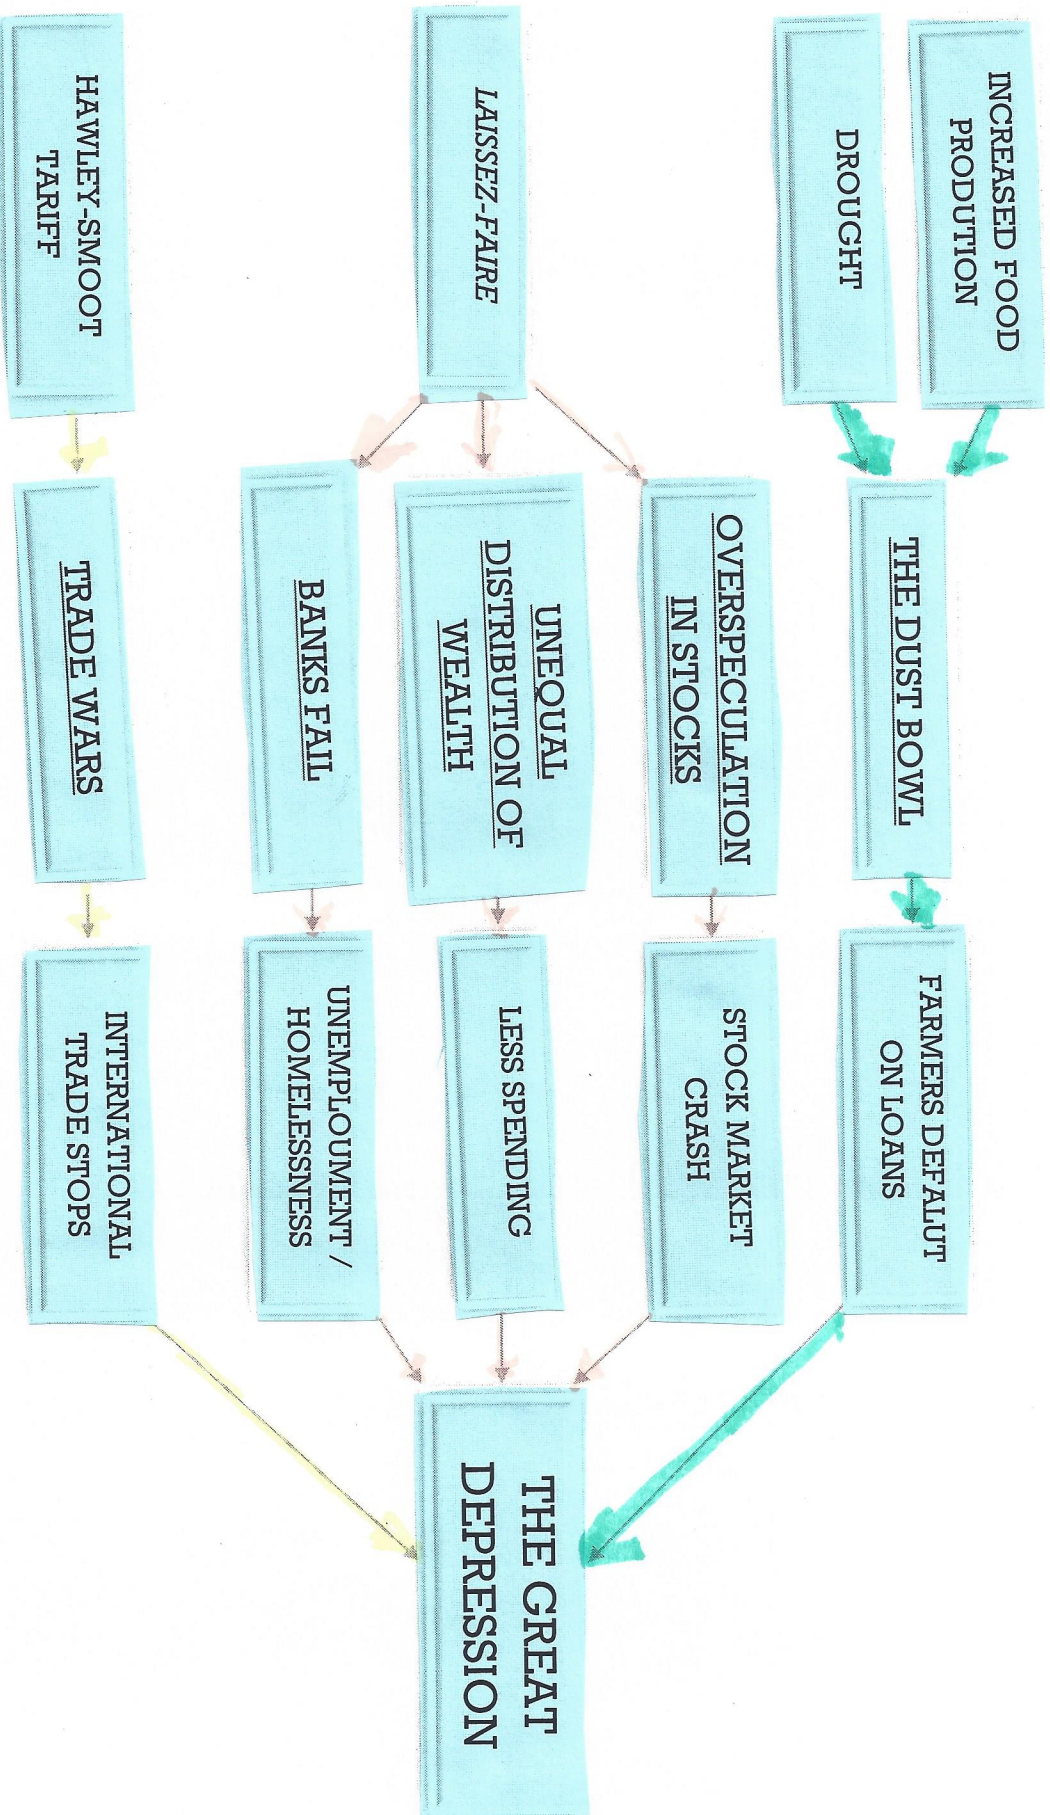 INCREASED FOOD
PRODUTION
DROUGHT
LAISSEZ-FAIRE
HAWLEY-SMOOT
TARIFF
THE DUST BOWL
OVERSPECULATION
IN STOCKS
UNEQUAL
DISTRIBUTION OF
WEALTH
BANKS FAIL
TRADE WARS
FARMERS DEFALUT
ON LOANS
STOCK MARKET
CRASH
LESS SPENDING
UNEMPLOUMENT /
HOMELESSNESS
INTERNATIONAL
TRADE STOPS
THE GREAT
DEPRESSION